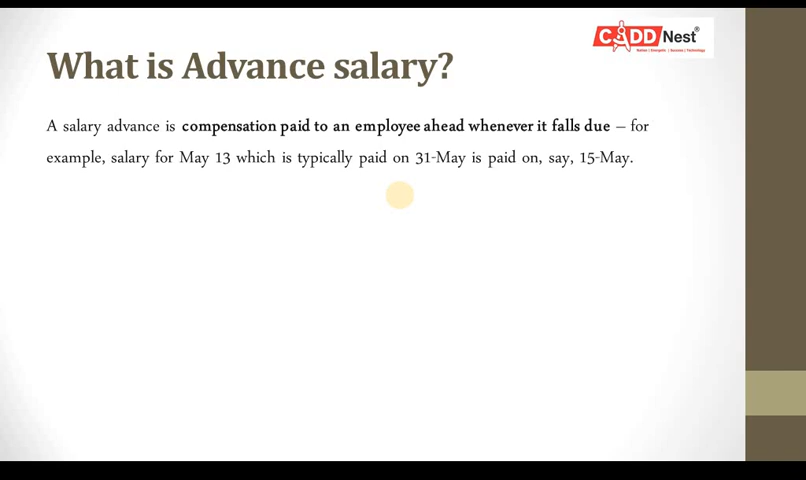 CADD Nest®
What is Advance salary?
A salary advance is compensation paid to an employee ahead whenever it falls due – for
example, salary for May 13 which is typically paid on 31-May is paid on, say, 15-May.